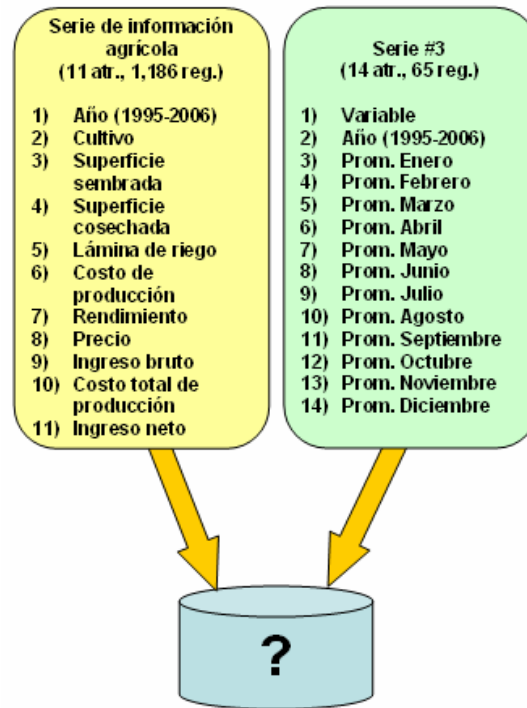 Serie de información
agrícola
(11 atr., 1,186 reg.)
1) Año (1995-2006)
2) Cultivo
3) Superficie
sembrada
4) Superficie
cosechada
5) Lámina de riego
6) Costo de
producción
7) Rendimiento
8) Precio
9) Ingreso bruto
10) Costo total de
producción
11) Ingreso neto
Serie #3
(14 atr., 65 reg.)
1) Variable
2) Año (1995-2006)
3) Prom. Enero
4) Prom. Febrero
5) Prom. Marzo
6) Prom. Abril
7) Prom. Mayo
8) Prom. Junio
9) Prom. Julio
10) Prom. Agosto
11) Prom. Septiembre
12) Prom. Octubre
13) Prom. Noviembre
14) Prom. Diciembre
?